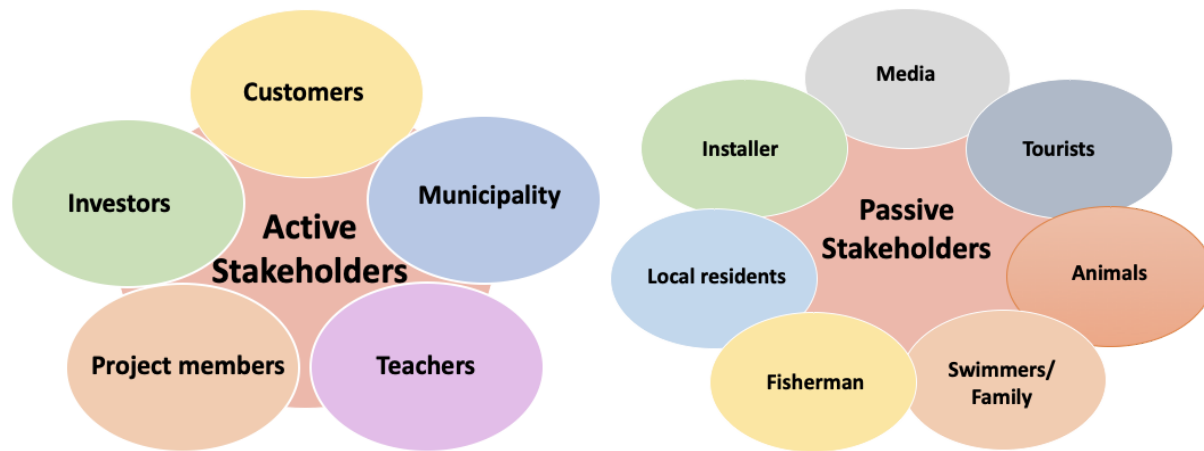 Customers
Investors
Municipality
Active
Stakeholders
Project members
Teachers
Media
Installer
Tourists
Passive
Stakeholders
Local residents
Animals
Fisherman
Swimmers/
Family